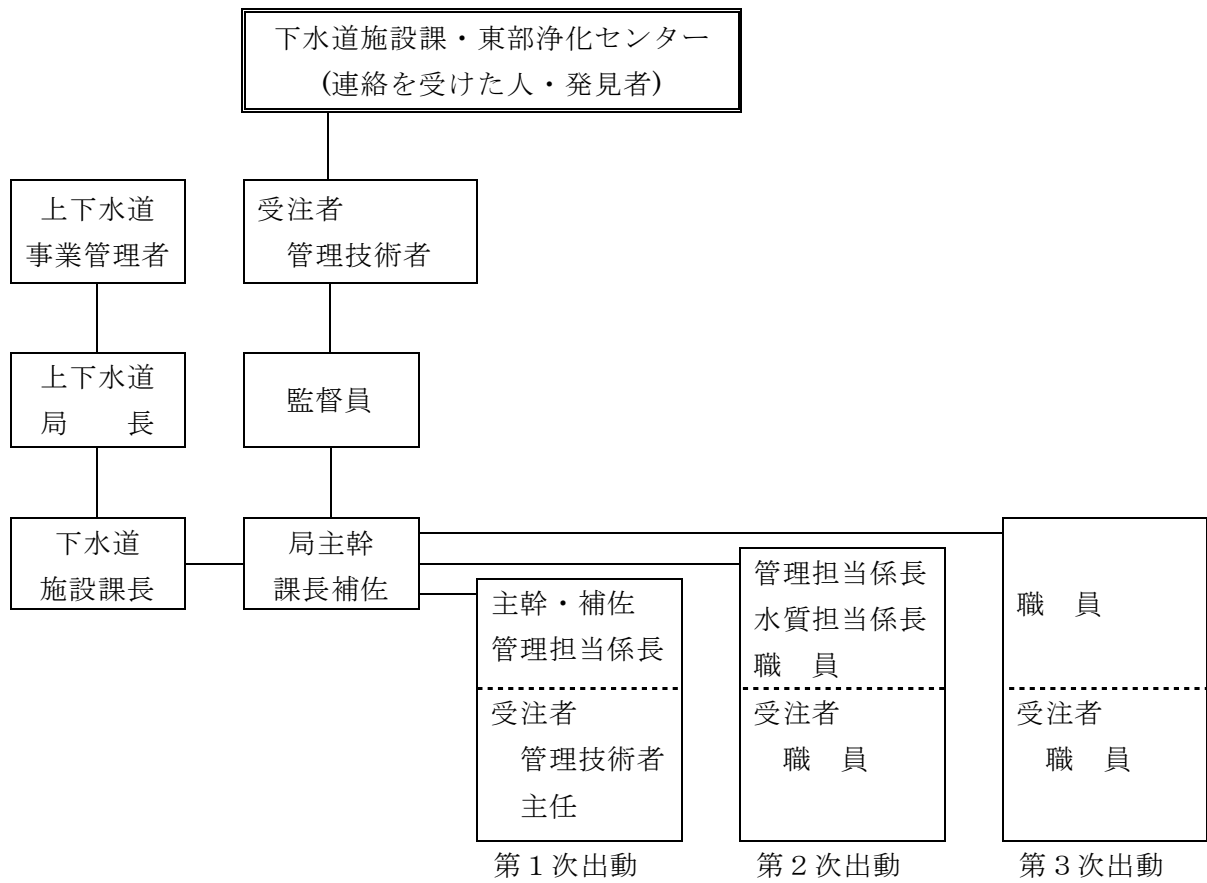 下水道施設課・東部浄化センター
(連絡を受けた人・発見者)
上下水道
事業管理者
受注者
管理技術者
上下水道
局　　長
監督員
下水道
施設課長
局主幹
課長補佐
主幹・補佐
管理担当係長
受注者
管理技術者
主任
第１次出動
管理担当係長
水質担当係長
職　員
受注者
職　員
第２次出動
職　員
受注者
職　員
第３次出動